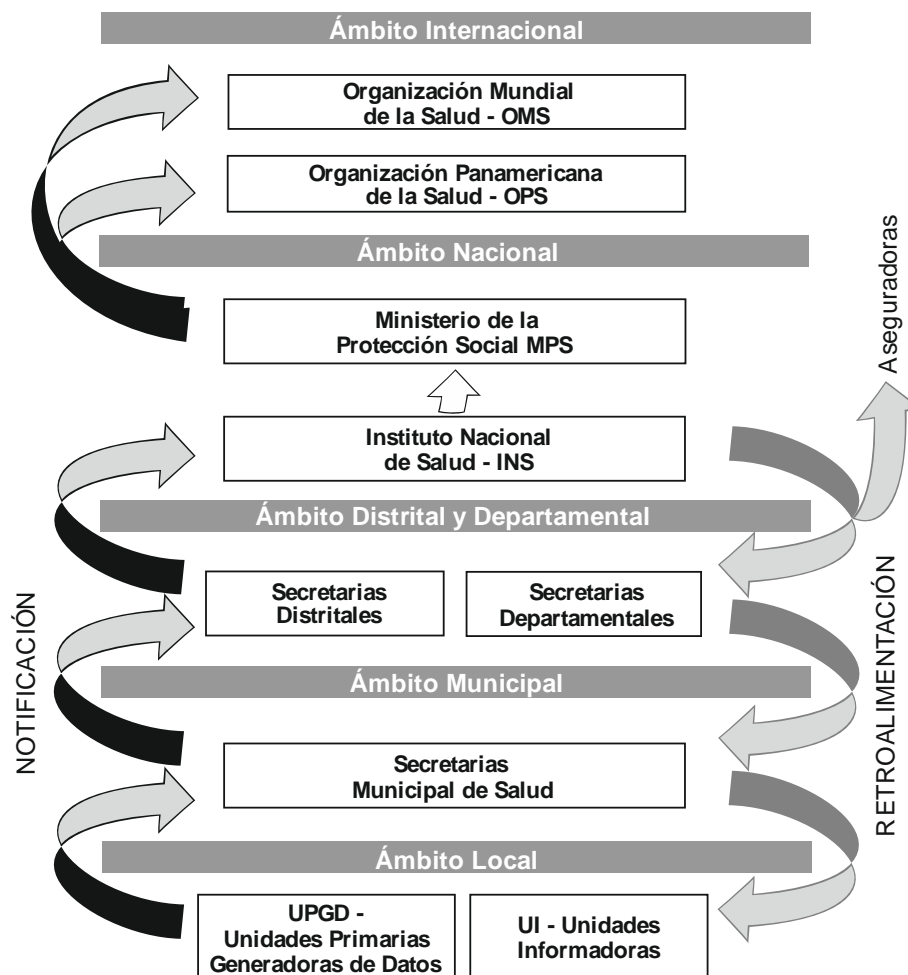 Ámbito Internacional
Organización Mundial
de la Salud - OMS
Organización Panamericana
de la Salud - OPS
Ámbito Nacional
Ministerio de la
Protección Social MPS
Aseguradoras
Instituto Nacional
de Salud - INS
Ámbito Distrital y Departamental
Secretarias
Distritales
Secretarias
Departamentales
NOTIFICACIÓN
RETROALIMENTACIÓN
Ámbito Municipal
Secretarias
Municipal de Salud
Ámbito Local
UPGD -
Unidades Primarias
Generadoras de Datos
UI - Unidades
Informadoras